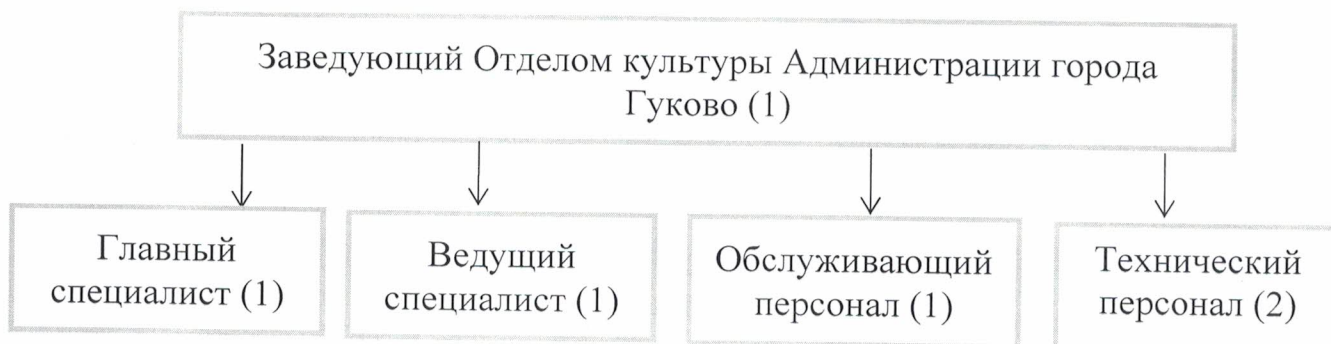 Заведующий Отделом культуры Администрации города
Гуково (1)
Главный
специалист (1)
Ведущий
специалист (1)
Обслуживающий
персонал (1)
Технический
персонал (2)